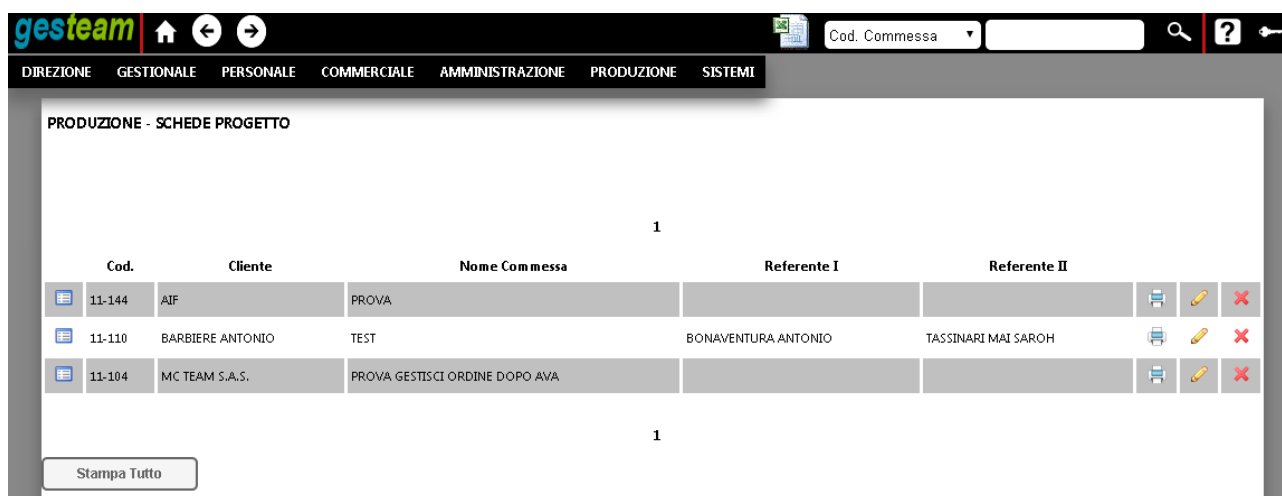 gesteam
Cod. Commessa
?
DIREZIONE GESTIONALE PERSONALE COMMERCIALE AMMINISTRAZIONE PRODUZIONE SISTEMI
PRODUZIONE - SCHEDE PROGETTO
1
Cod. Cliente Nome Commessa Referente I Referente II
11-144 AIF PROVA
11-110 BARBIERE ANTONIO TEST BONAVENTURA ANTONIO TASSINARI MAI SAROH
11-104 MC TEAM S.A.S. PROVA GESTISCI ORDINE DOPO AVA
1
Stampa Tutto